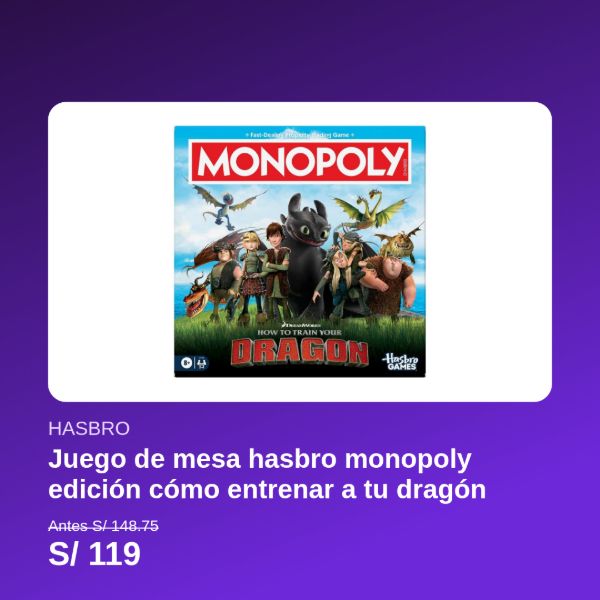 Fast-Dealing Property Trading Game
MONOPOLY
DREAMWORKS
HOW TO TRAIN YOUR
DRAGON
8+
Hasbro
GAMES
HASBRO
Juego de mesa hasbro monopoly
edición cómo entrenar a tu dragón
Antes S/ 148.75
S/ 119